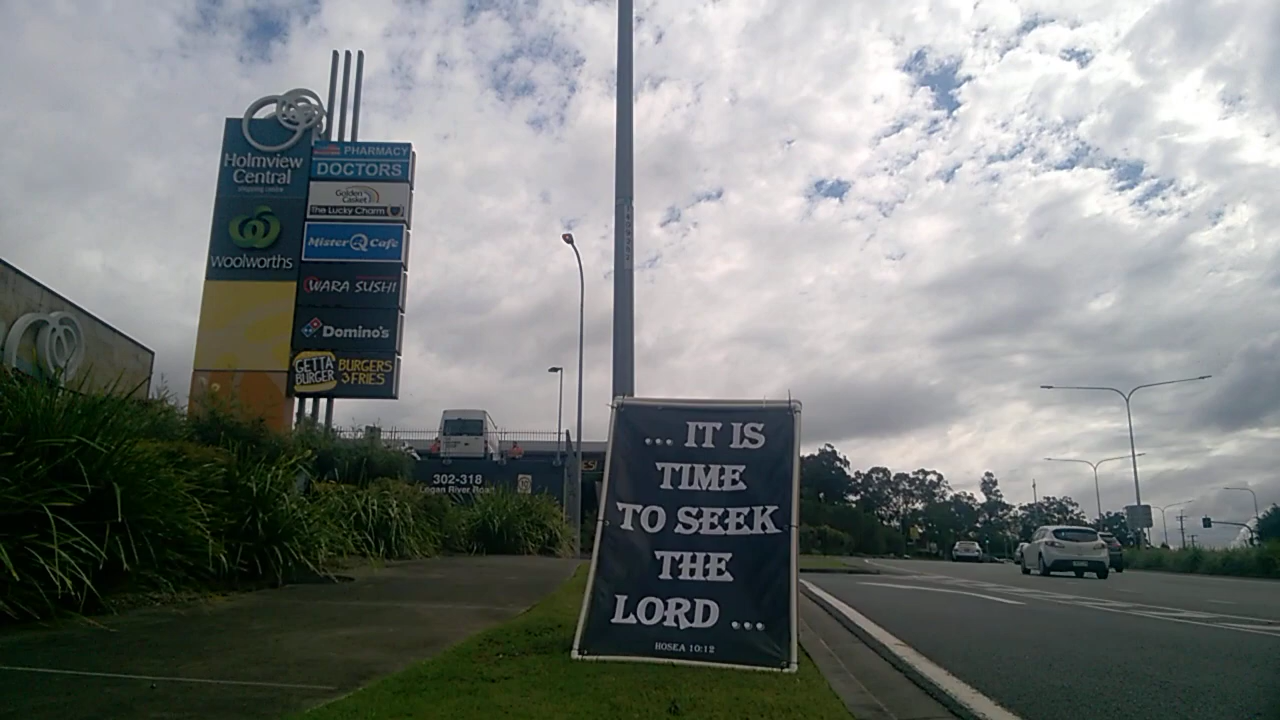 Holmview
Central
shopping centre
WOOLWORTHS
PHARMACY
DOCTORS
Golden
Casket
The Lucky Charm
Mister Cafe
WARA SUSHI
Domino's
GETTA
BURGER
BURGERS
& FRIES
302-318
Logan River Road
... IT IS
TIME
TO SEEK
THE
LORD ...
HOSEA 10:12